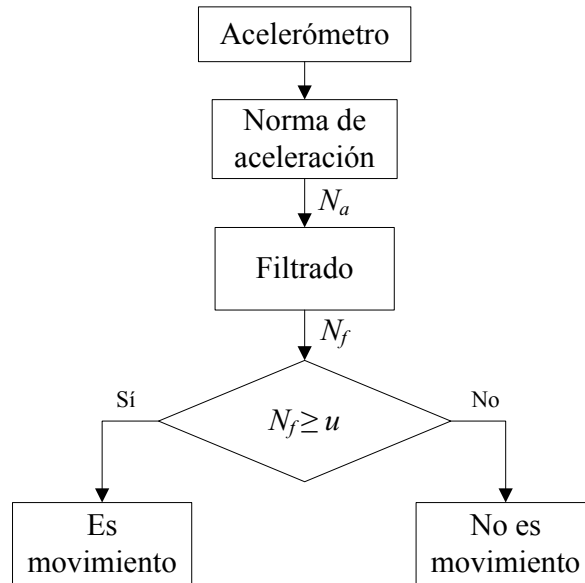 Acelerómetro
Norma de
aceleración
Na
Filtrado
Nf
Sí
Nf ≥ u
No
Es
movimiento
No es
movimiento